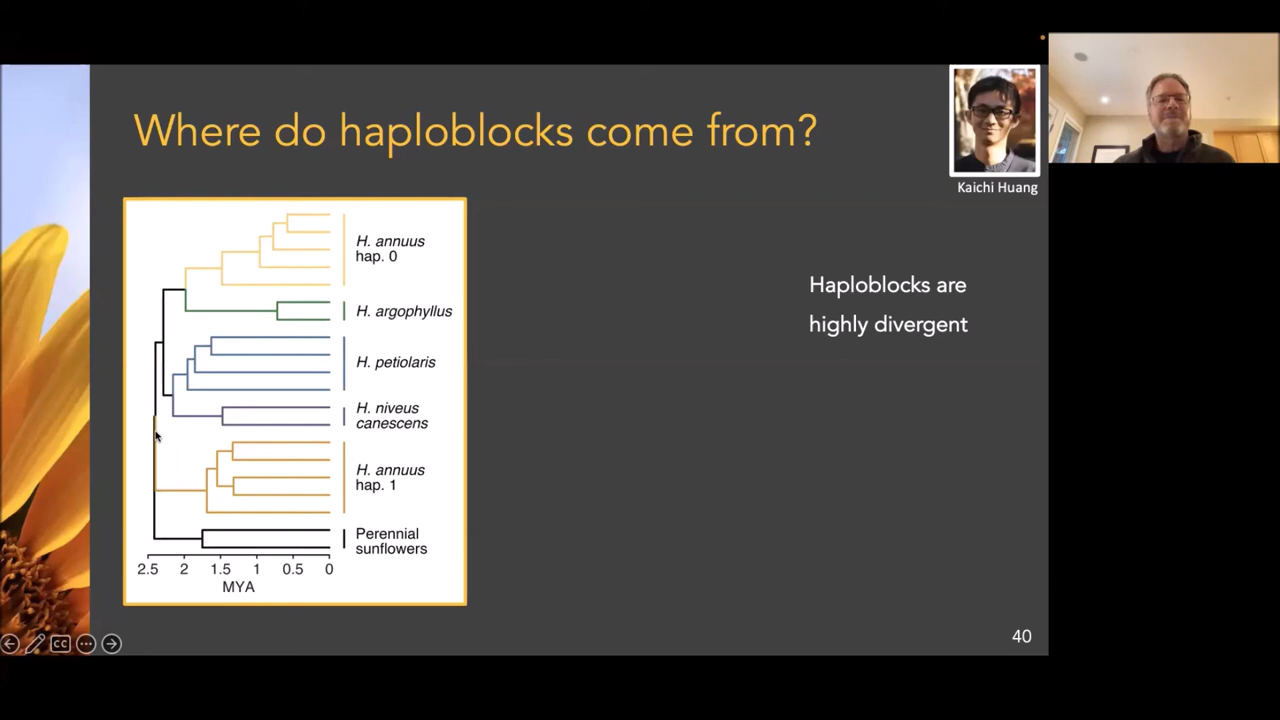 Where do haploblocks come from?
Kaichi Huang
H. annuus
hap. 0
H. argophyllus
H. petiolaris
H. niveus
canescens
H. annuus
hap. 1
Perennial
sunflowers
2.5 2 1.5 1 0.5 0
MYA
Haploblocks are
highly divergent
CC
40